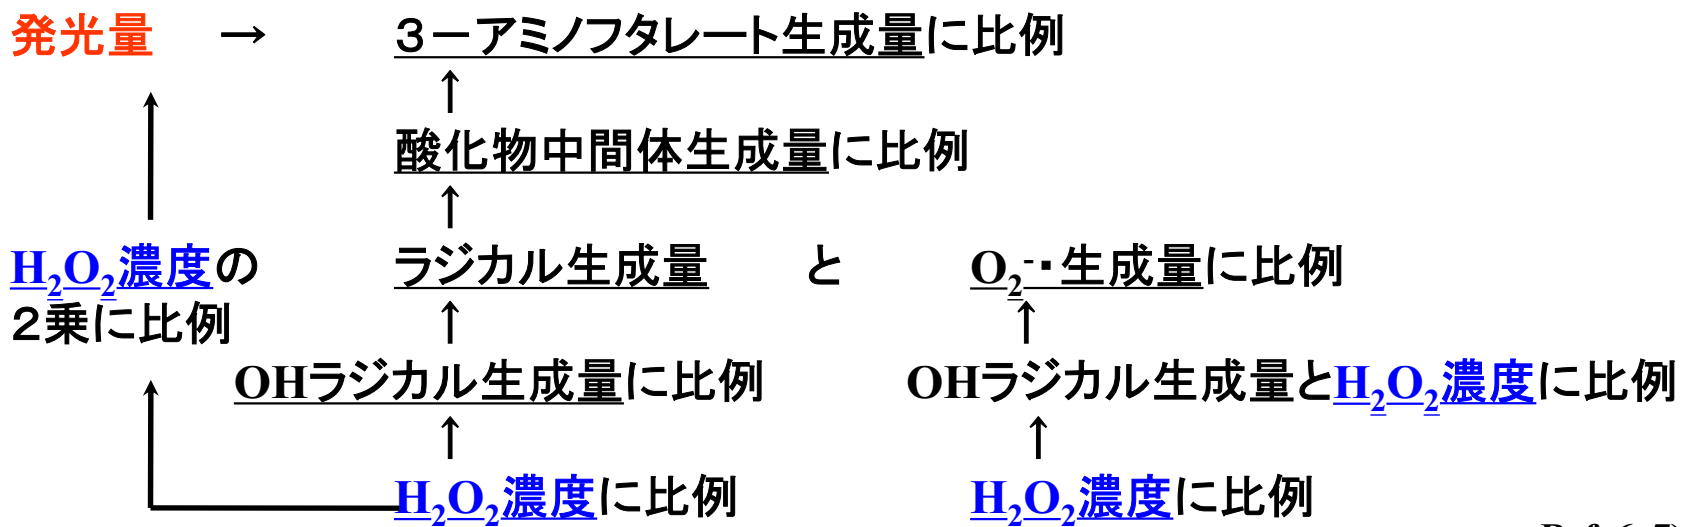 発光量 → 3-アミノフタレート生成量に比例
↑
酸化物中間体生成量に比例
↑
H₂O₂濃度の ラジカル生成量 と O₂⁻・生成量に比例
2乗に比例 ↑ ↑
OHラジカル生成量に比例 OHラジカル生成量とH₂O₂濃度に比例
↑ ↑
H₂O₂濃度に比例 H₂O₂濃度に比例